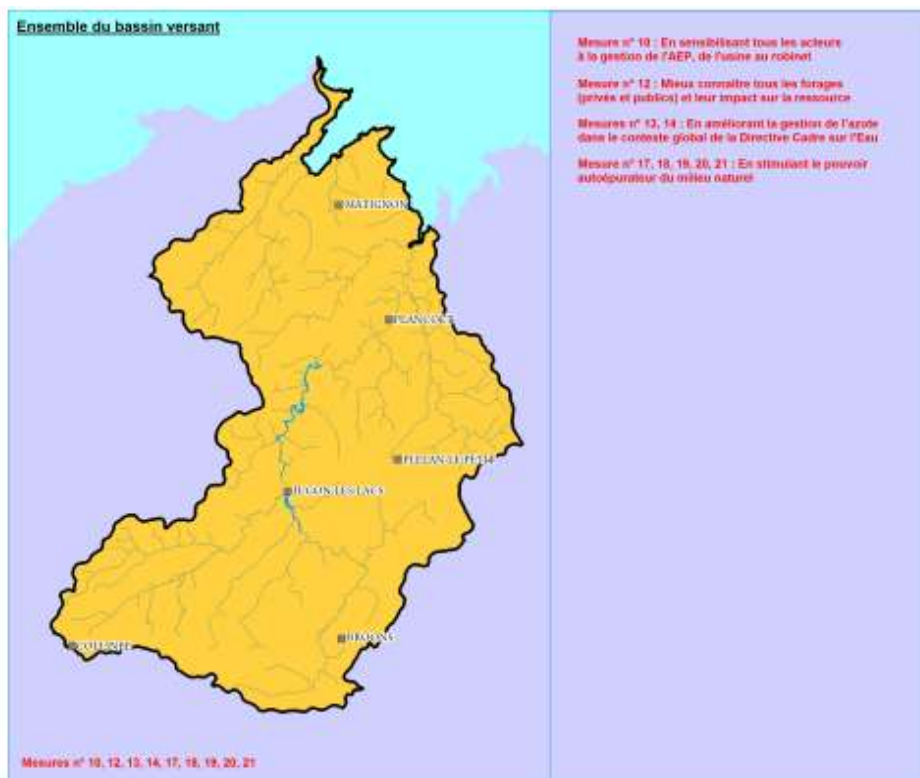 Ensemble du bassin versant
Mesure n° 10 : En sensibilisant tous les acteurs
à la gestion de l'AEP, de l'usine au robinet
Mesure n° 12 : Mieux connaître tous les forages
(privés et publics) et leur impact sur la ressource
Mesures n° 13, 14 : En améliorant la gestion de l'azote
dans le contexte global de la Directive Cadre sur l'Eau
Mesure n° 17, 18, 19, 20, 21 : En stimulant le pouvoir
autoépurateur du milieu naturel
MATIGNON
PLANCOET
PLELAN-LE-PETIT
JUGON-LES-LACS
BROONS
COLLINEE
Mesures n° 10, 12, 13, 14, 17, 18, 19, 20, 21